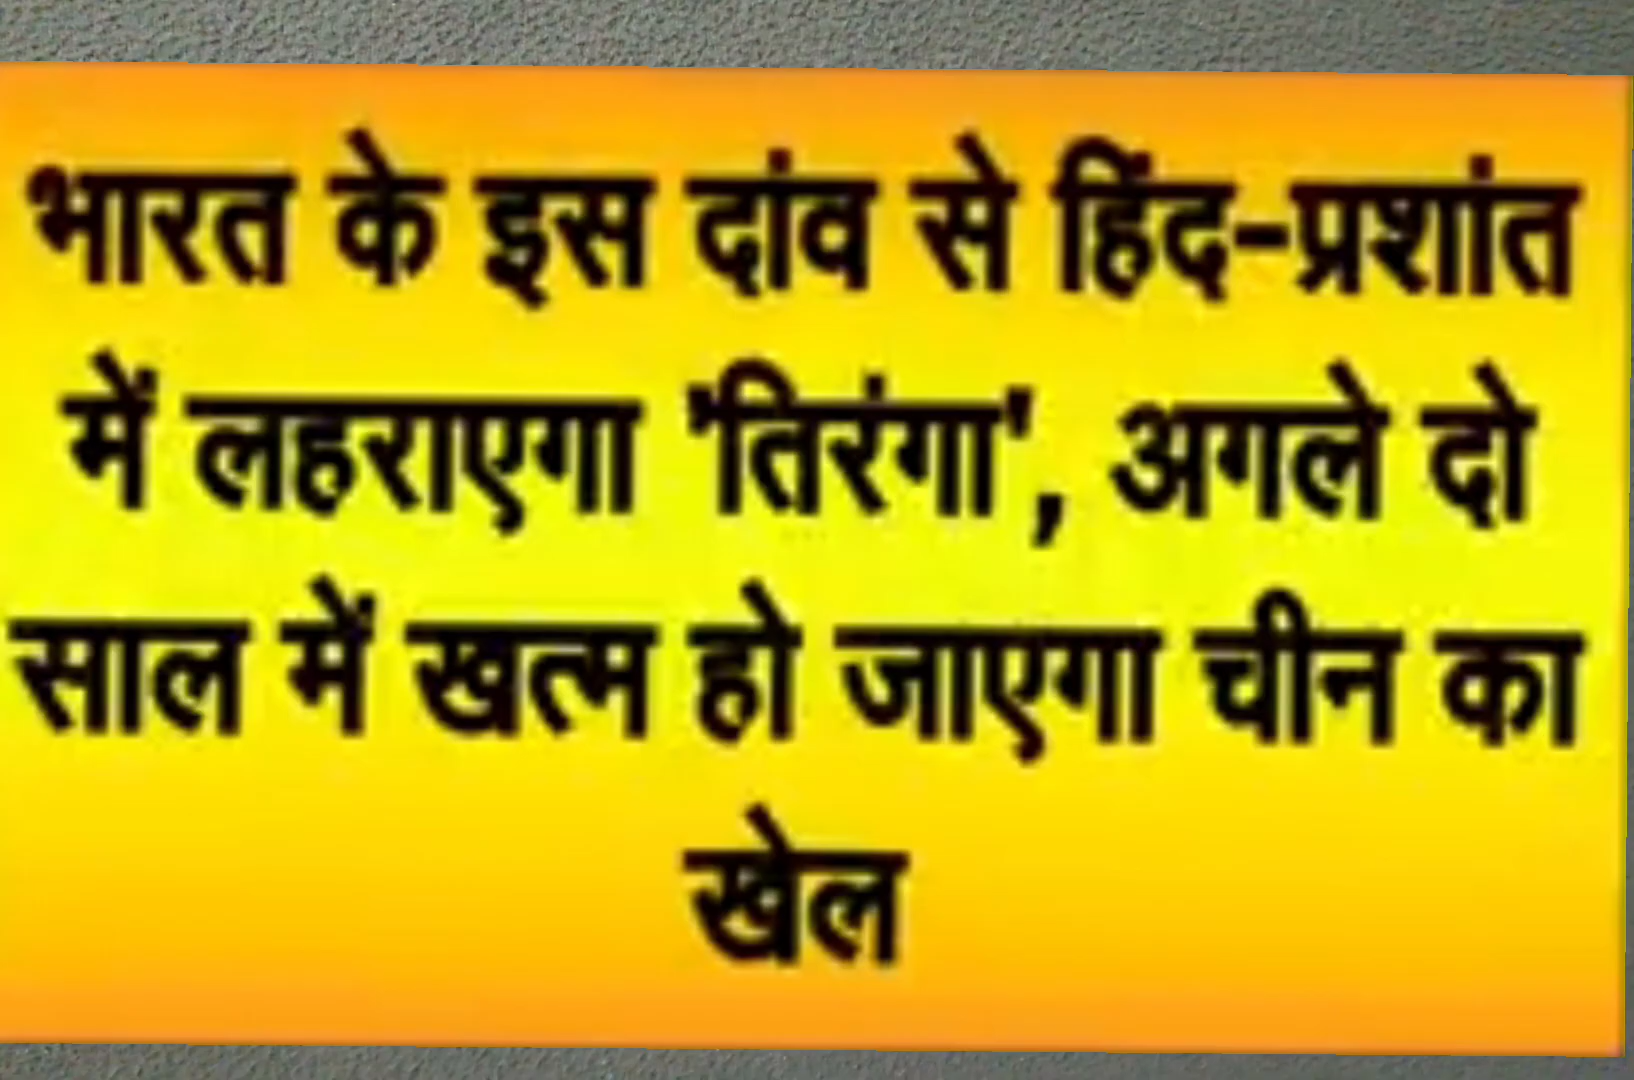 भारत के इस दांव से हिंद-प्रशांत
में लहराएगा 'तिरंगा', अगले दो
साल में खत्म हो जाएगा चीन का
खेल